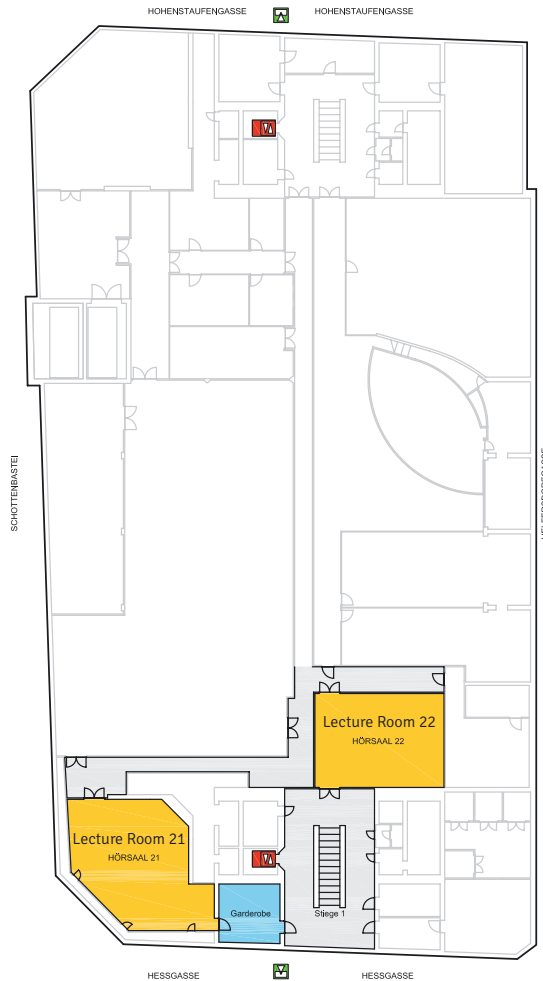 HOHENSTAUFENGASSE
HOHENSTAUFENGASSE
SCHOTTENBASTEI
Lecture Room 22
HÖRSAAL 22
Lecture Room 21
HÖRSAAL 21
Garderobe
Stiege 1
HESSGASSE
HESSGASSE